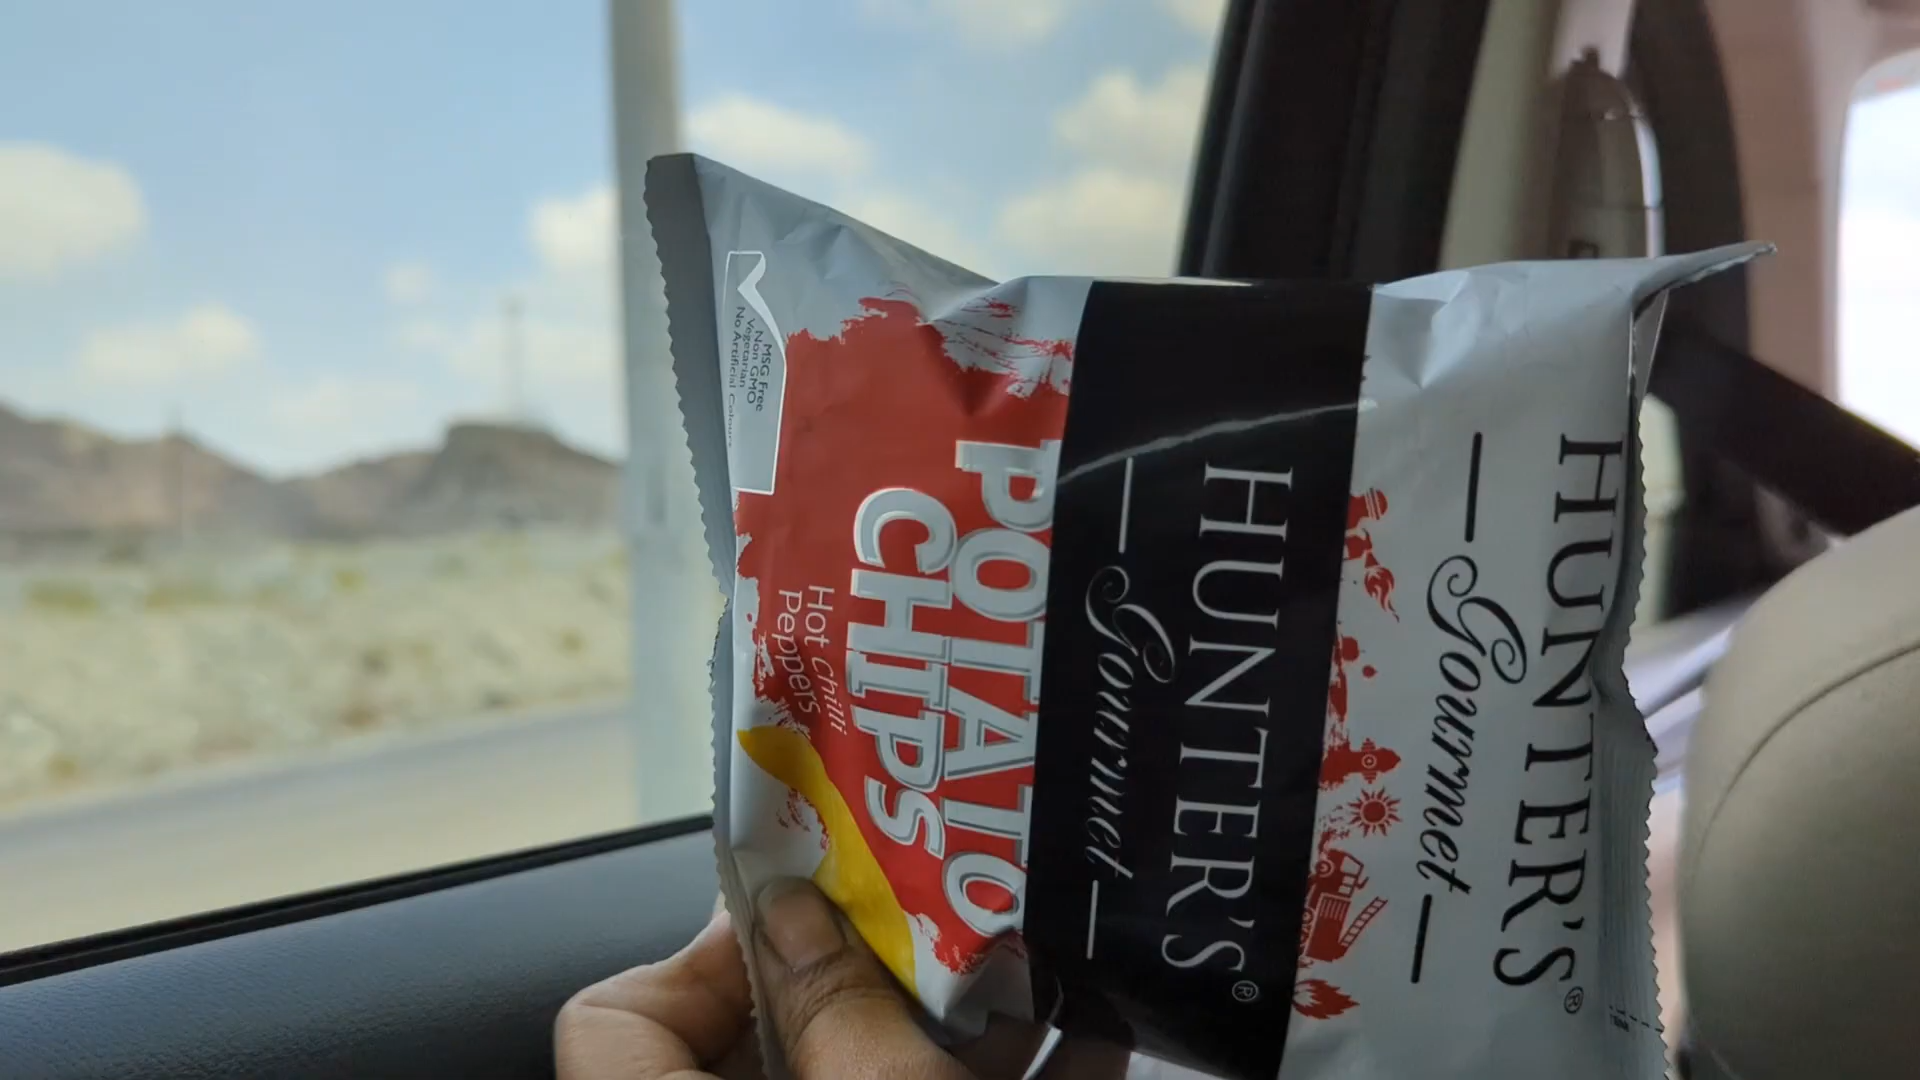 HUNTER'S®
Gourmet
HUNTER'S®
Gourmet
POTATO
CHIPS
Hot Chilli
Peppers
MSG Free
Non GMO
Vegetarian
No Artificial Colours